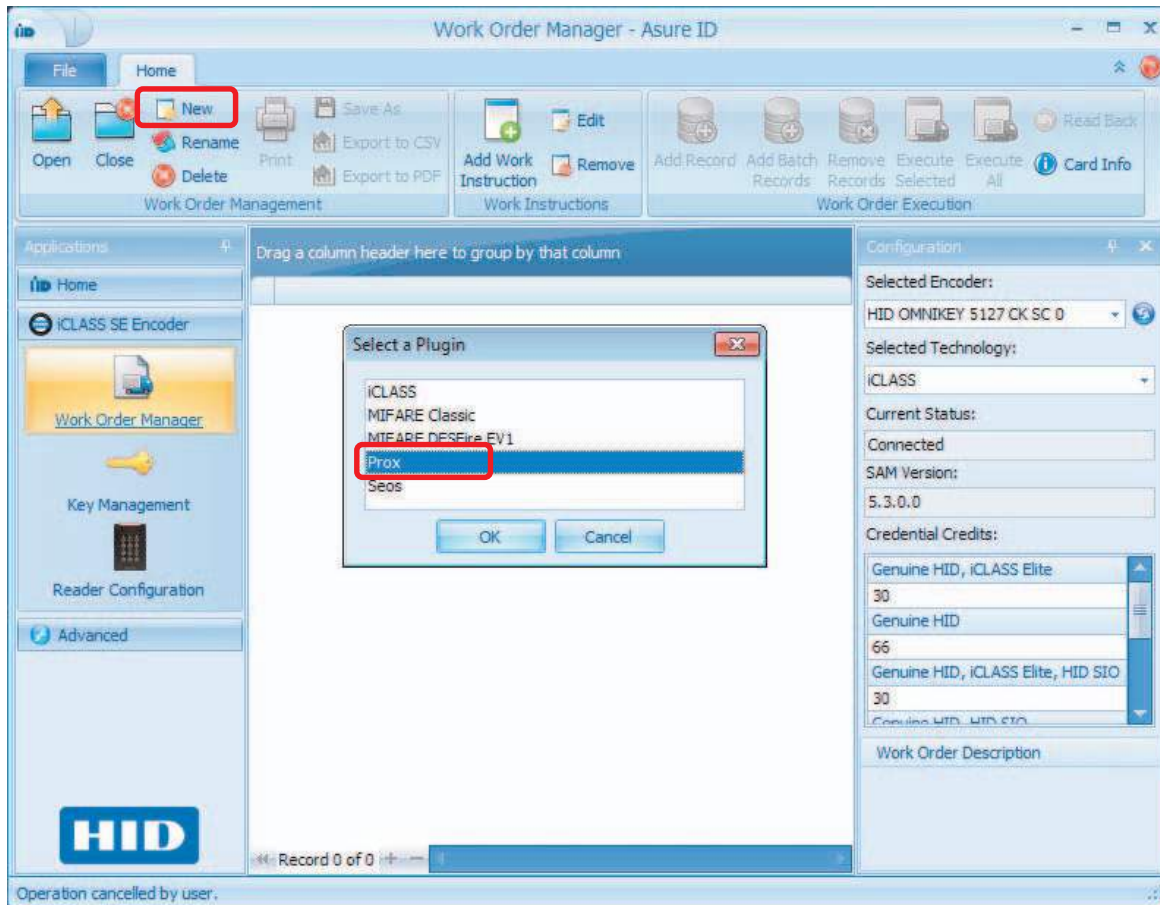 Work Order Manager - Asure ID
File
Home
Open
Close
New
Rename
Delete
Print
Save As
Export to CSV
Export to PDF
Work Order Management
Add Work
Instruction
Edit
Remove
Work Instructions
Add Record
Add Batch
Records
Remove
Records
Execute
Selected
Execute
All
Read Back
Card Info
Work Order Execution
Applications
Home
iCLASS SE Encoder
Work Order Manager
Key Management
Reader Configuration
Advanced
HID
Drag a column header here to group by that column
Select a Plugin
iCLASS
MIFARE Classic
MIFARE DESFire EV1
Prox
Seos
OK
Cancel
Record 0 of 0
Configuration
Selected Encoder:
HID OMNIKEY 5127 CK SC 0
Selected Technology:
iCLASS
Current Status:
Connected
SAM Version:
5.3.0.0
Credential Credits:
Genuine HID, iCLASS Elite
30
Genuine HID
66
Genuine HID, iCLASS Elite, HID SIO
30
Genuine HID, HID SIO
Work Order Description
Operation cancelled by user.